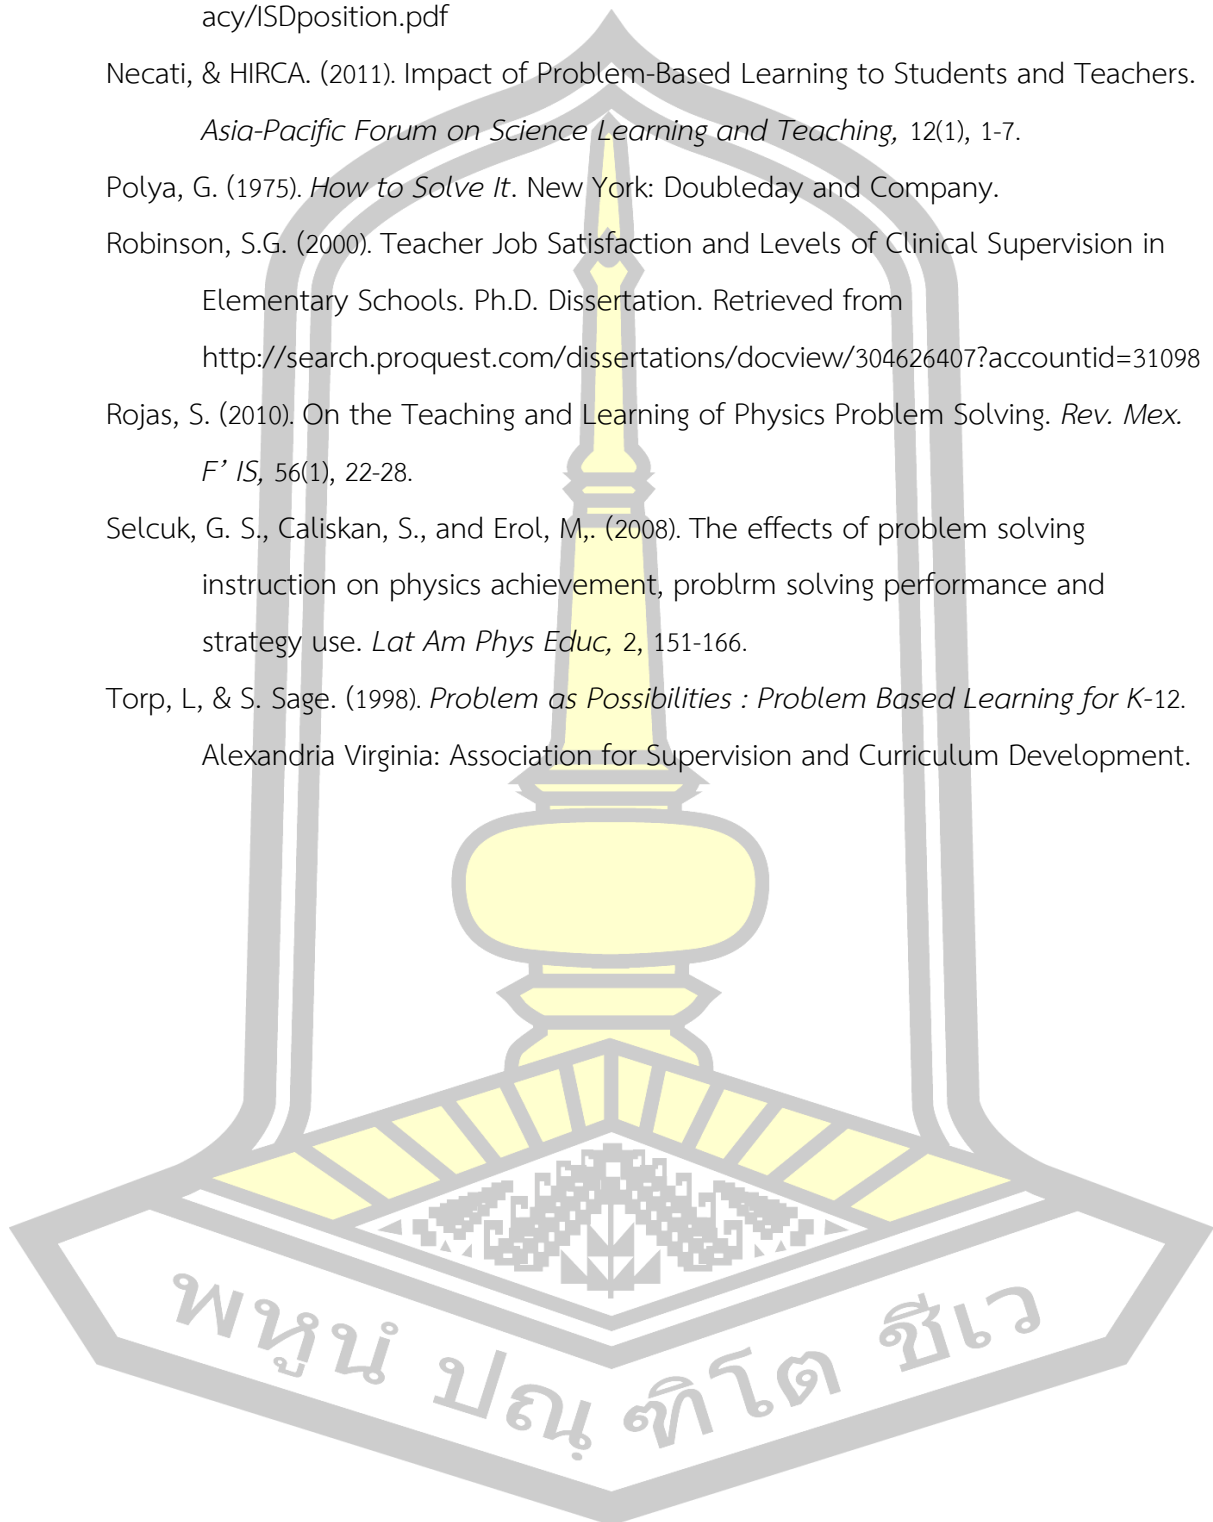 acy/ISDposition.pdf
Necati, & HIRCA. (2011). Impact of Problem-Based Learning to Students and Teachers.
Asia-Pacific Forum on Science Learning and Teaching, 12(1), 1-7.
Polya, G. (1975). How to Solve It. New York: Doubleday and Company.
Robinson, S.G. (2000). Teacher Job Satisfaction and Levels of Clinical Supervision in
Elementary Schools. Ph.D. Dissertation. Retrieved from
http://search.proquest.com/dissertations/docview/304626407?accountid=31098
Rojas, S. (2010). On the Teaching and Learning of Physics Problem Solving. Rev. Mex.
F’ IS, 56(1), 22-28.
Selcuk, G. S., Caliskan, S., and Erol, M,. (2008). The effects of problem solving
instruction on physics achievement, problrm solving performance and
strategy use. Lat Am Phys Educ, 2, 151-166.
Torp, L, & S. Sage. (1998). Problem as Possibilities : Problem Based Learning for K-12.
Alexandria Virginia: Association for Supervision and Curriculum Development.
พหูนํ ปณฺ ฑิโต ชีเว